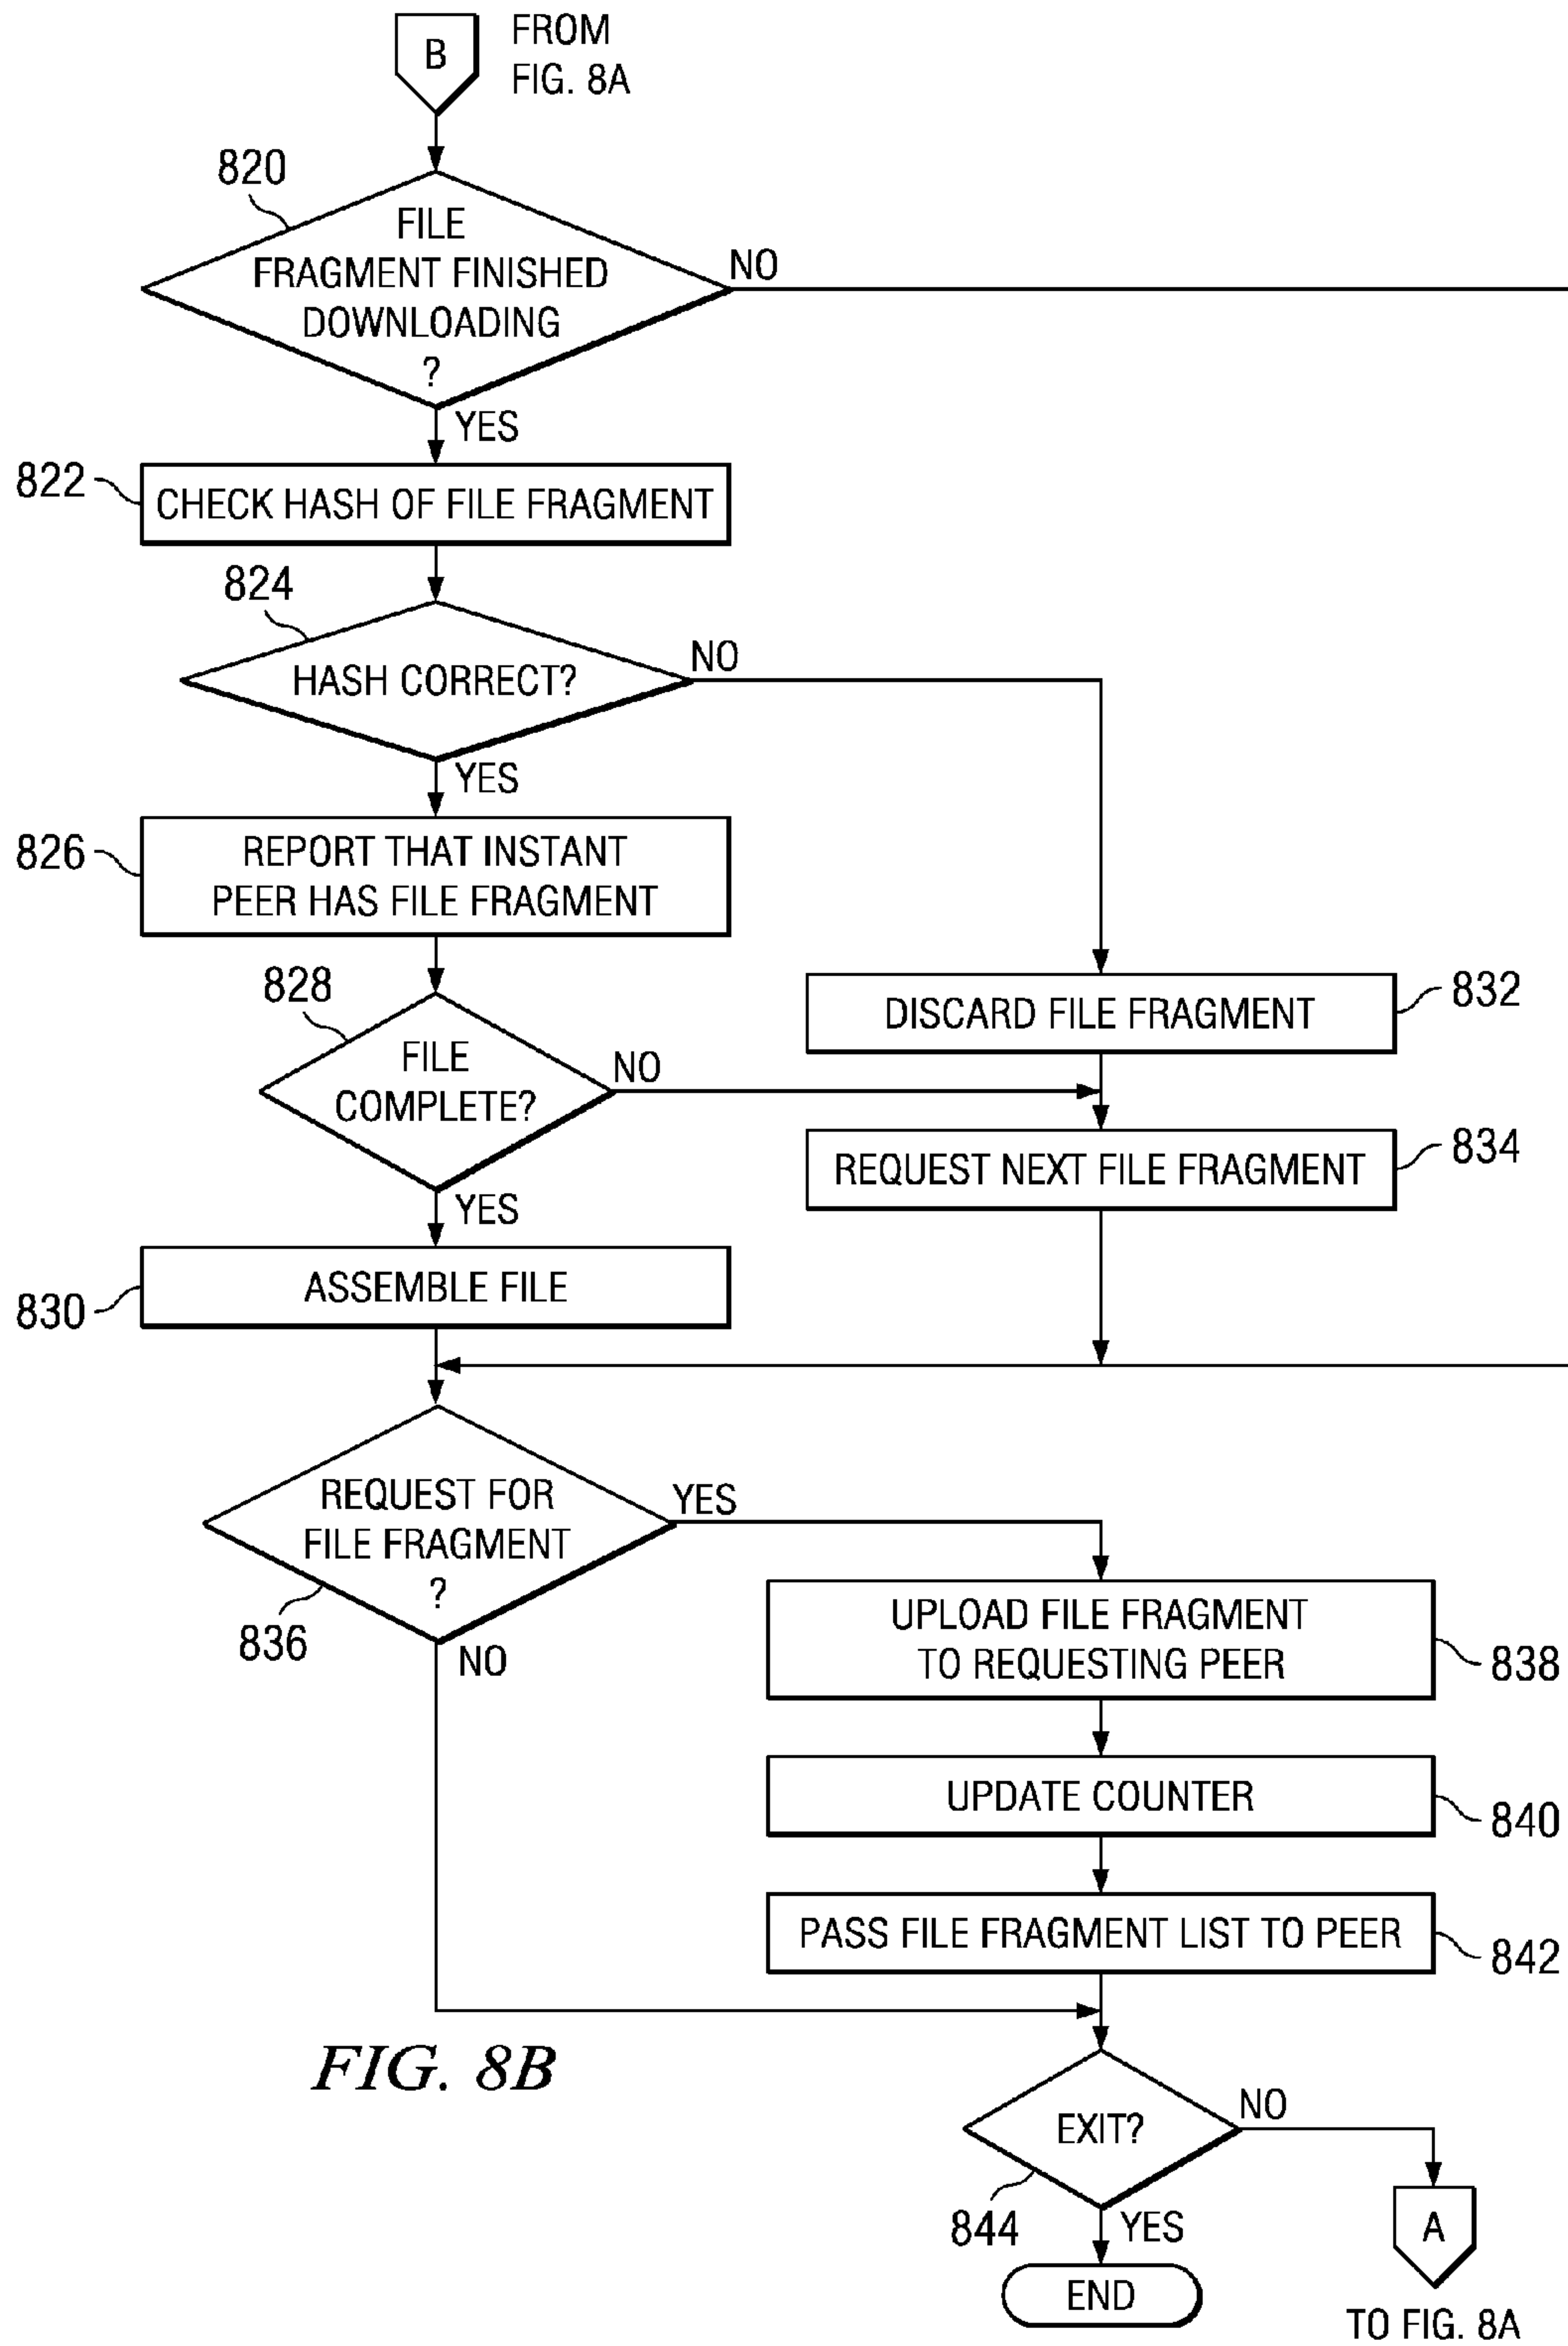 B
FROM
FIG. 8A
820
FILE
FRAGMENT FINISHED
DOWNLOADING
?
NO
YES
822
CHECK HASH OF FILE FRAGMENT
824
HASH CORRECT?
NO
YES
826
REPORT THAT INSTANT
PEER HAS FILE FRAGMENT
828
FILE
COMPLETE?
NO
YES
DISCARD FILE FRAGMENT
832
REQUEST NEXT FILE FRAGMENT
834
830
ASSEMBLE FILE
REQUEST FOR
FILE FRAGMENT
?
YES
836
NO
UPLOAD FILE FRAGMENT
TO REQUESTING PEER
838
UPDATE COUNTER
840
PASS FILE FRAGMENT LIST TO PEER
842
FIG. 8B
EXIT?
NO
844
YES
A
END
TO FIG. 8A